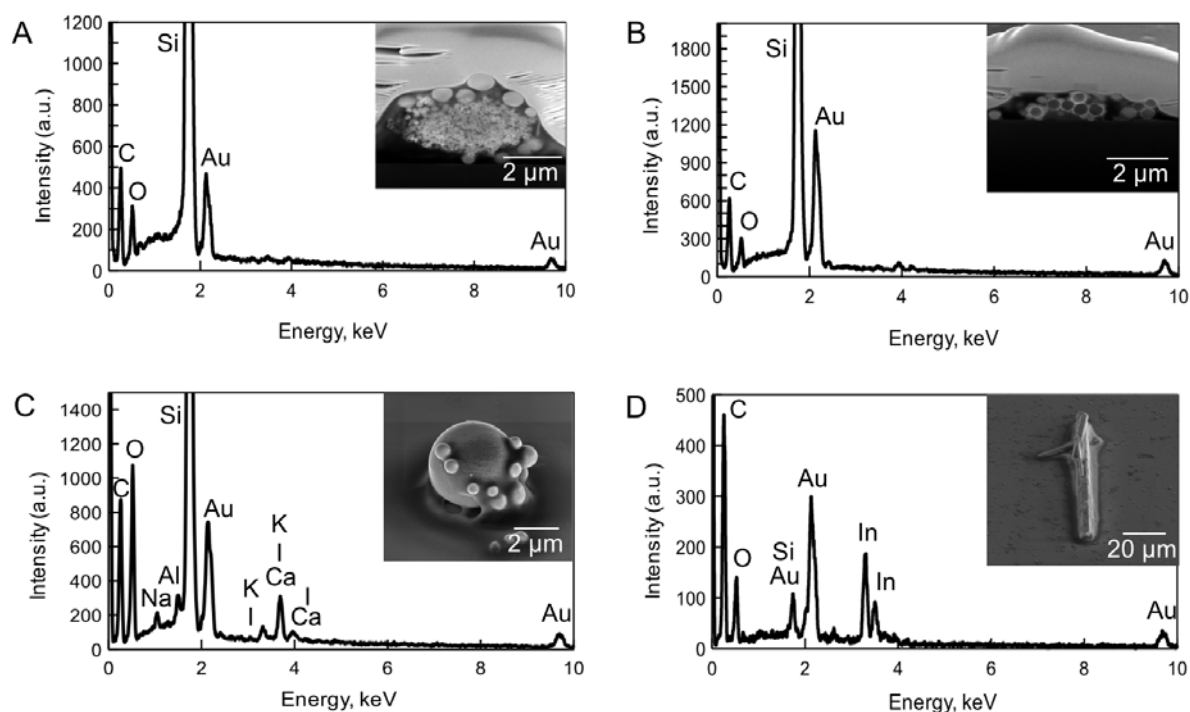 A
Intensity (a.u.)
1200
1000
800
600
400
200
0
C
O
Si
Au
Au
2 µm
0
2
4
6
8
10
Energy, keV
B
Intensity (a.u.)
1800
1500
1200
900
600
300
0
C
O
Si
Au
Au
2 µm
0
2
4
6
8
10
Energy, keV
C
Intensity (a.u.)
1400
1200
1000
800
600
400
200
0
C
O
Na
Al
Si
Au
K
I
K
I
Ca
I
Ca
Au
2 µm
0
2
4
6
8
10
Energy, keV
D
Intensity (a.u.)
500
400
300
200
100
0
C
O
Si
Au
Au
In
In
Au
20 µm
0
2
4
6
8
10
Energy, keV